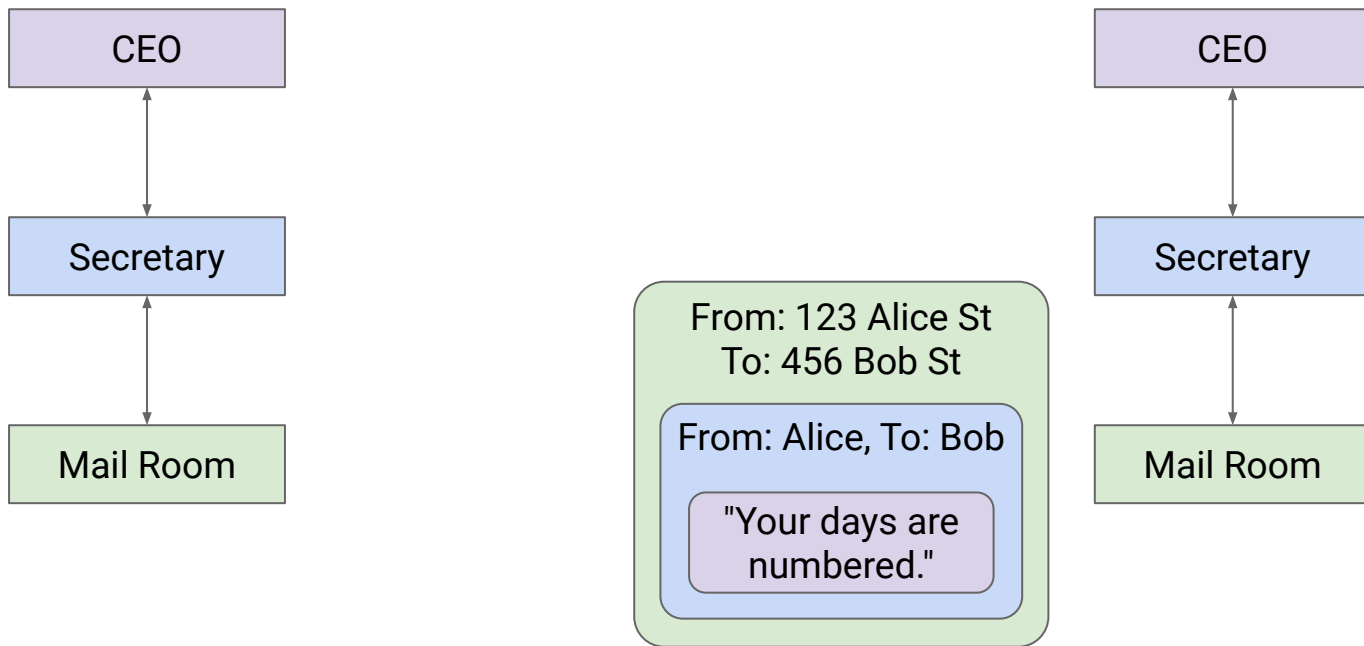 CEO
CEO
Secretary
Secretary
From: 123 Alice St
To: 456 Bob St
From: Alice, To: Bob
Mail Room
Mail Room
"Your days are
numbered."